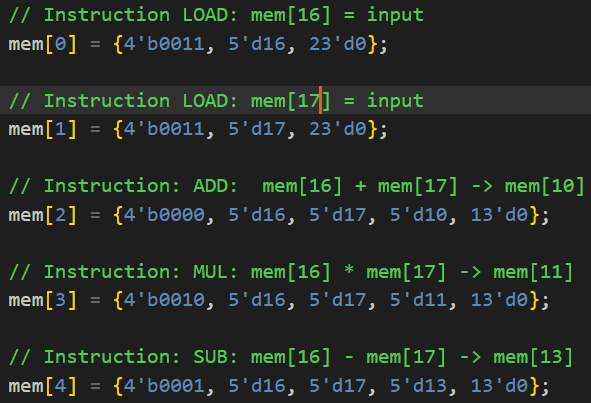 // Instruction LOAD: mem[16] = input
mem[0] = {4'b0011, 5'd16, 23'd0};
// Instruction LOAD: mem[17] = input
mem[1] = {4'b0011, 5'd17, 23'd0};
// Instruction: ADD:  mem[16] + mem[17] -> mem[10]
mem[2] = {4'b0000, 5'd16, 5'd17, 5'd10, 13'd0};
// Instruction: MUL: mem[16] * mem[17] -> mem[11]
mem[3] = {4'b0010, 5'd16, 5'd17, 5'd11, 13'd0};
// Instruction: SUB: mem[16] - mem[17] -> mem[13]
mem[4] = {4'b0001, 5'd16, 5'd17, 5'd13, 13'd0};